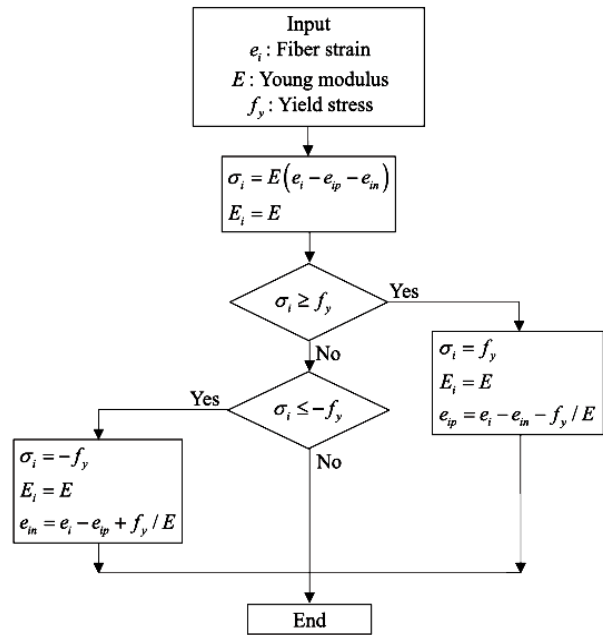 Input
e_i : Fiber strain
E : Young modulus
f_y : Yield stress
σ_i = E(e_i − e_ip − e_in)
E_i = E
σ_i ≥ f_y
Yes
No
σ_i = f_y
E_i = E
e_ip = e_i − e_in − f_y / E
σ_i ≤ −f_y
Yes
No
σ_i = −f_y
E_i = E
e_in = e_i − e_ip + f_y / E
End